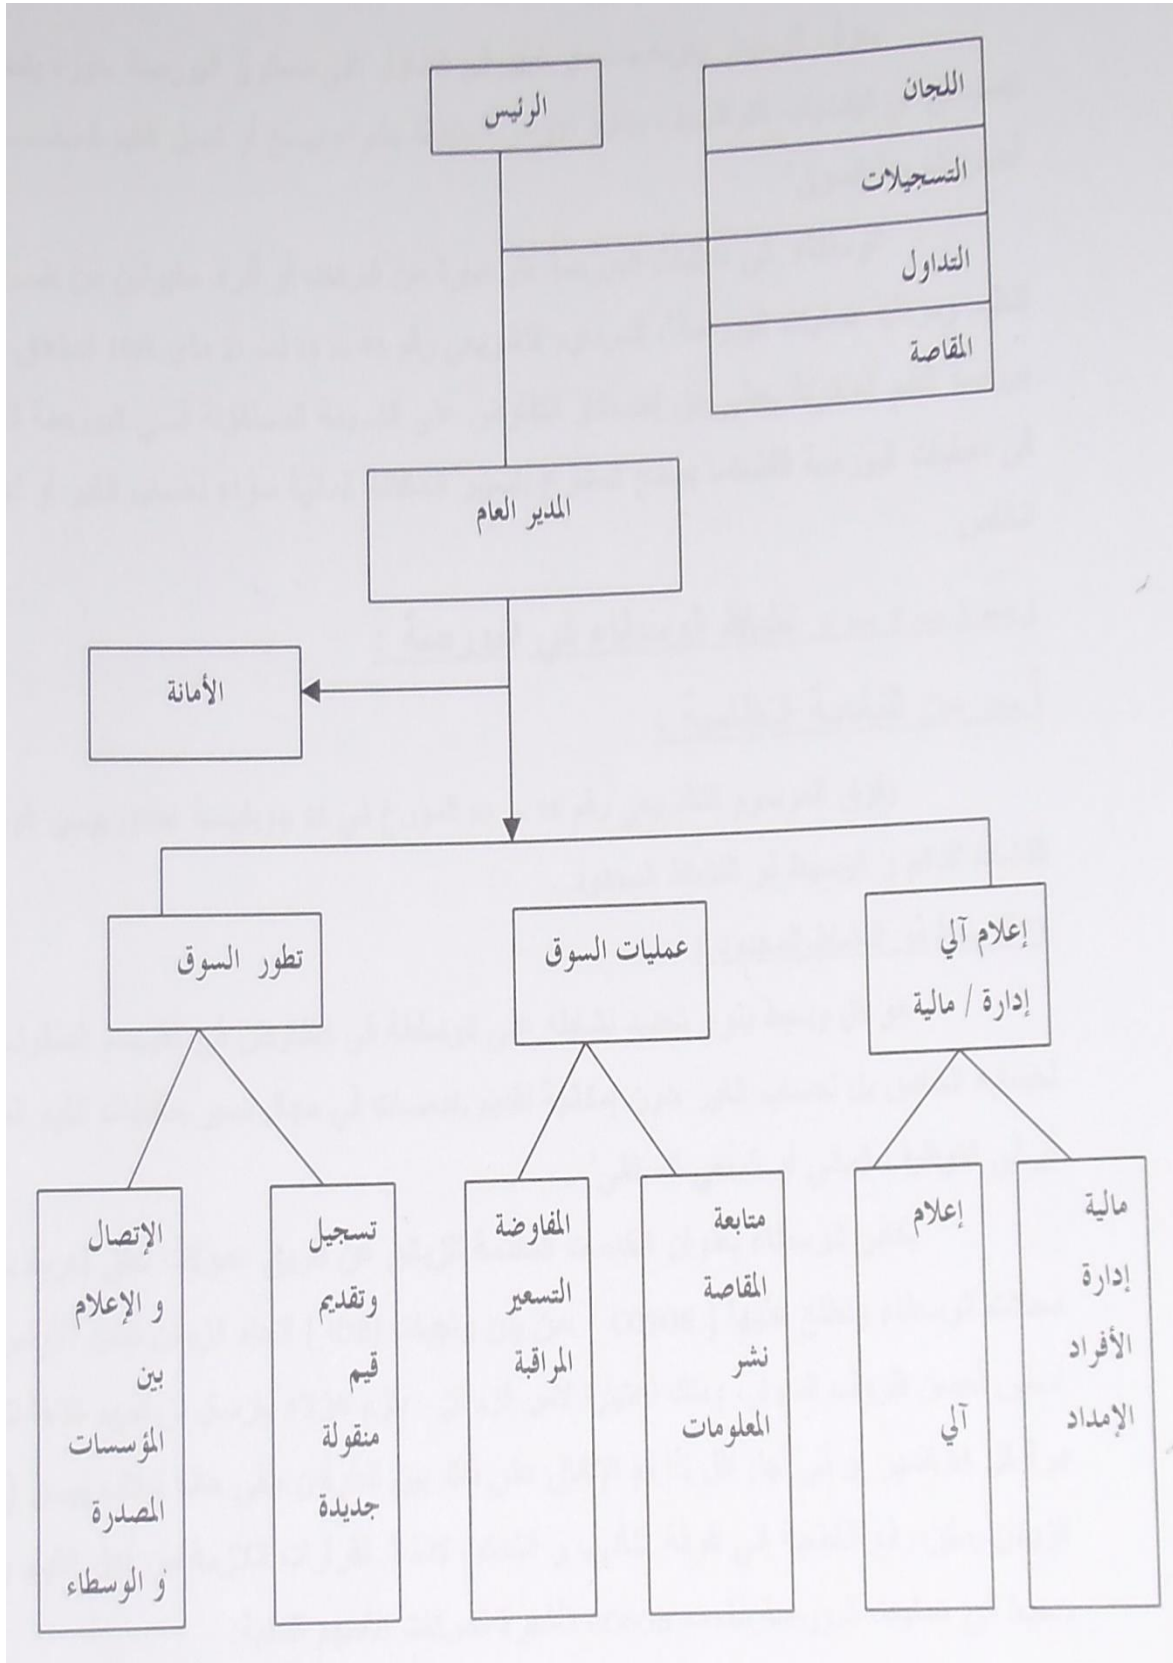 الرئيس
اللجان
التسجيلات
التداول
المقاصة
المدير العام
الأمانة
إعلام آلي
إدارة / مالية
عمليات السوق
تطور السوق
مالية
إدارة
الأفراد
الإمداد
إعلام
آلي
متابعة
المقاصة
نشر
المعلومات
المفاوضة
التسعير
المراقبة
تسجيل
وتقديم
قيم
منقولة
جديدة
الإتصال
و الإعلام
بين
المؤسسات
المصدرة
و الوسطاء